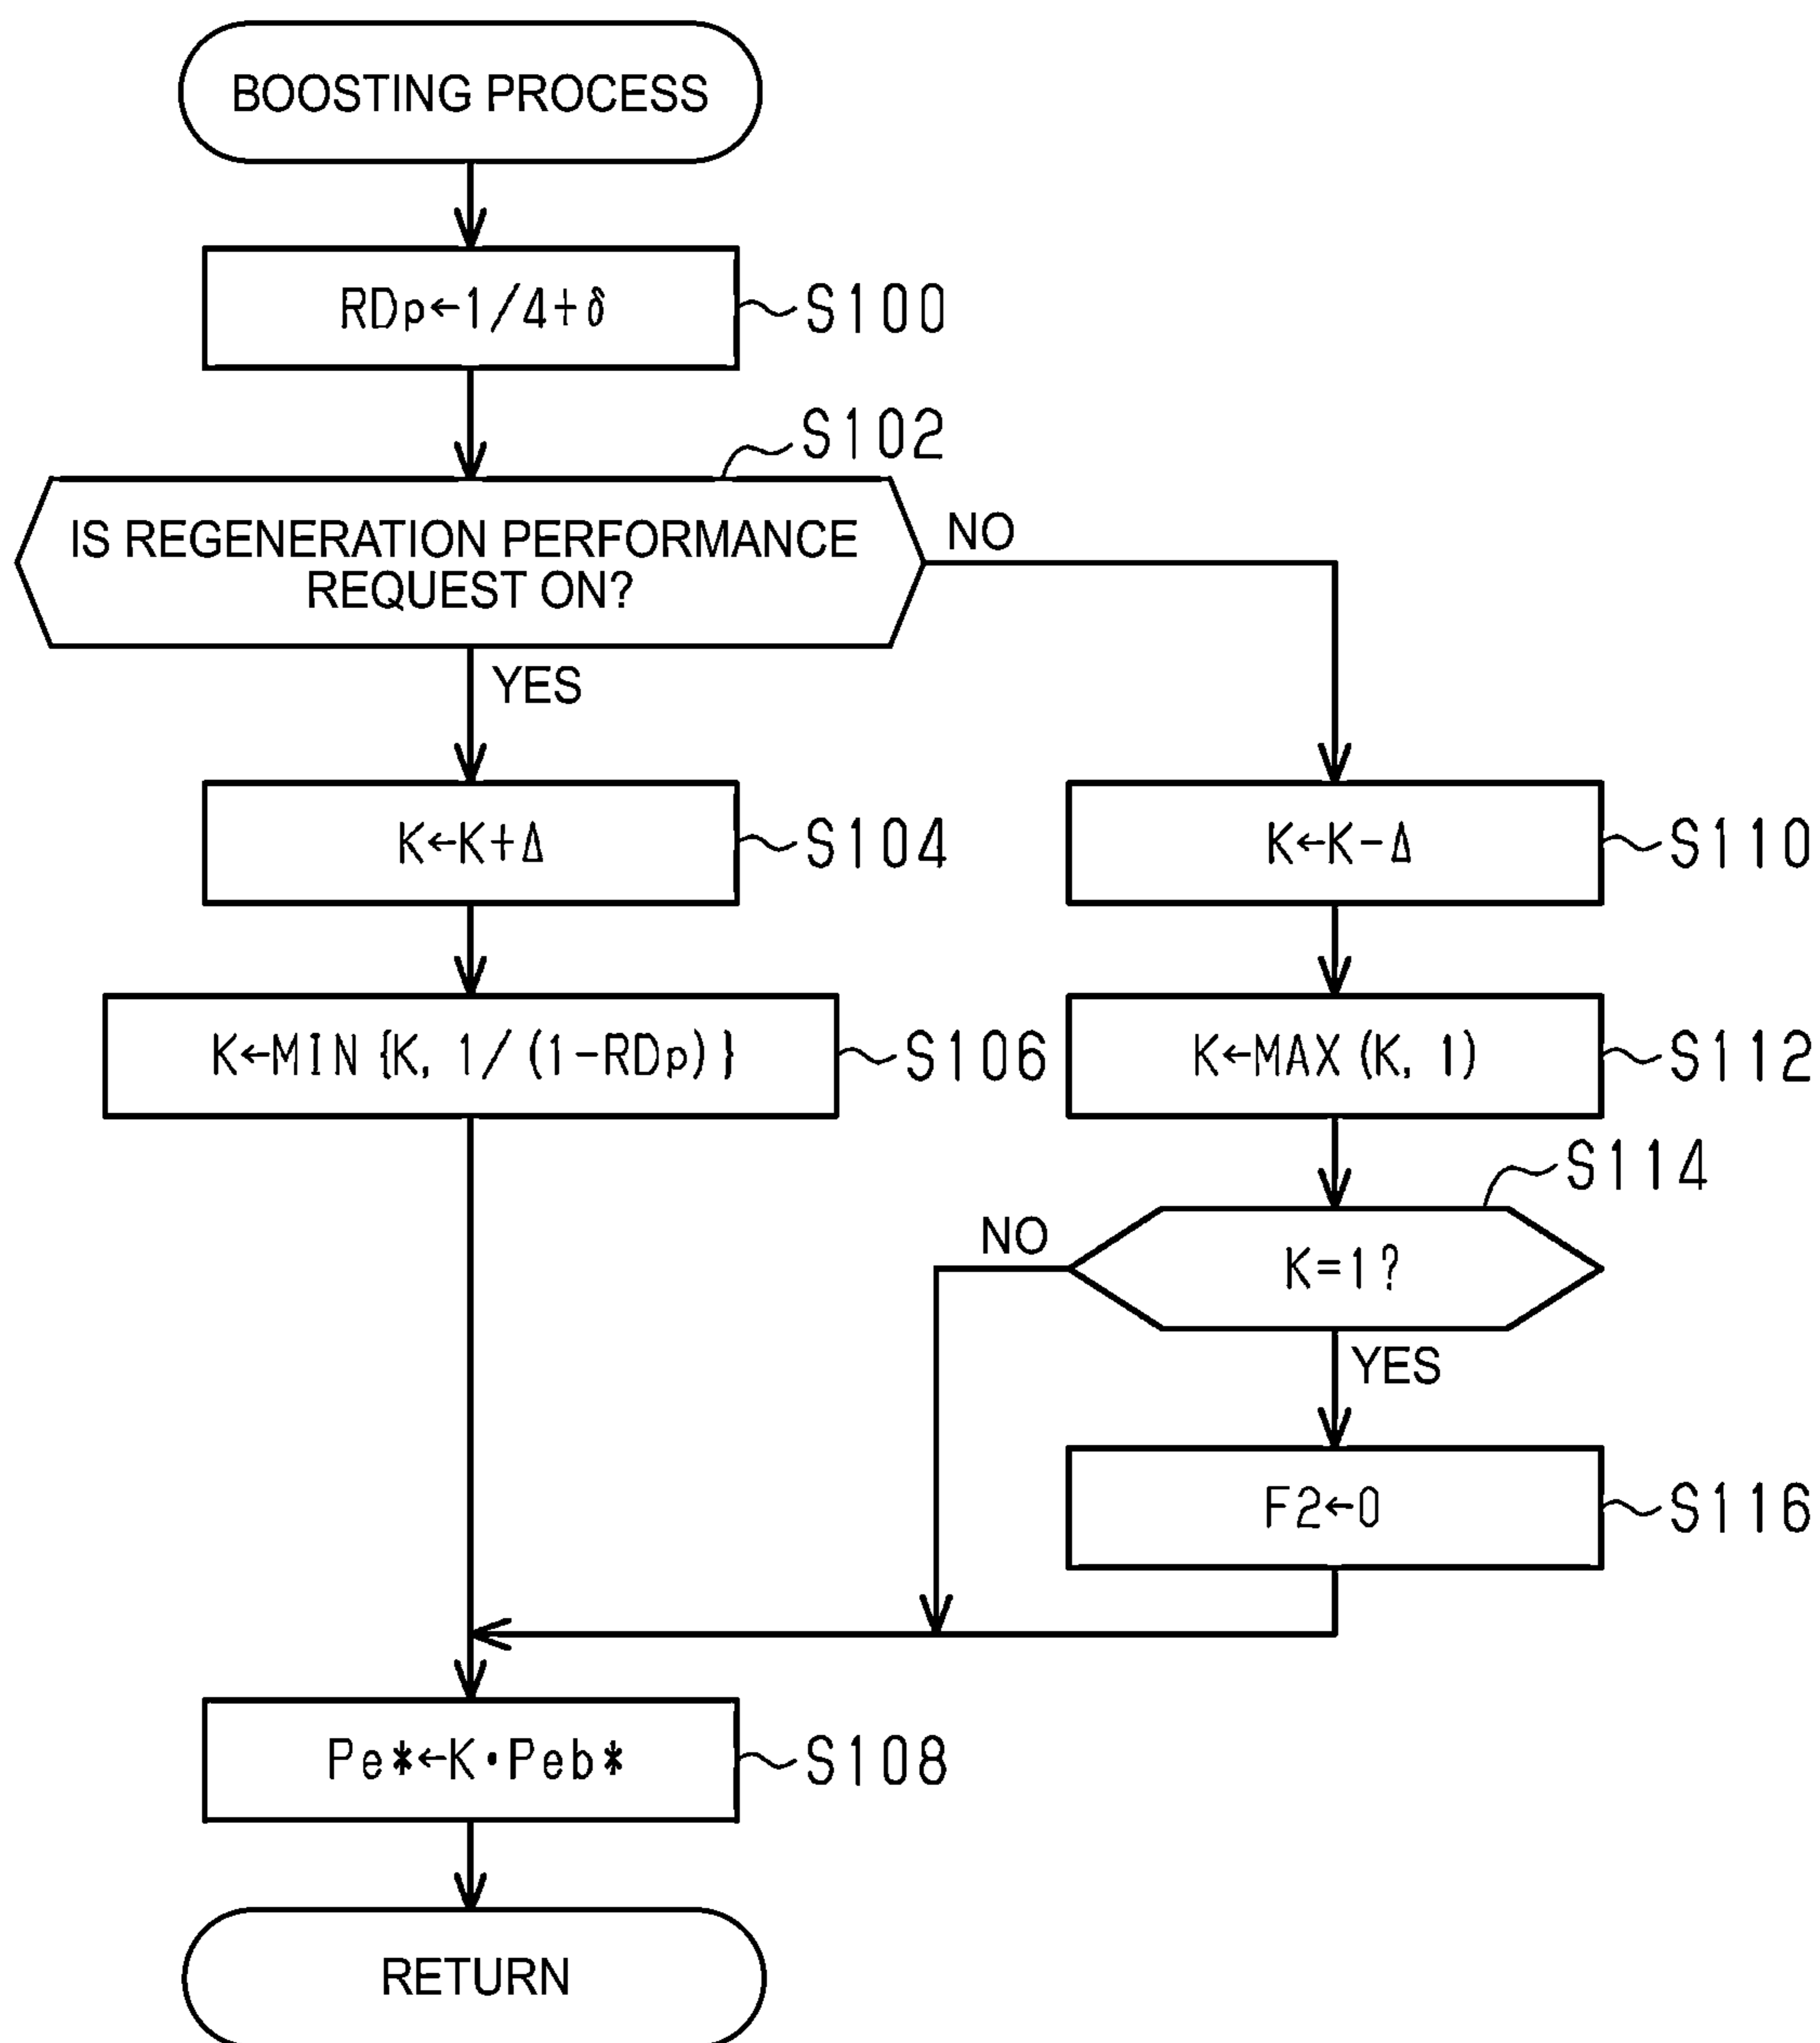 BOOSTING PROCESS
RDp←1/4+δ
S100
S102
IS REGENERATION PERFORMANCE
REQUEST ON?
NO
YES
K←K+Δ
S104
K←K-Δ
S110
K←MIN{K, 1/(1-RDp)}
S106
K←MAX(K, 1)
S112
S114
NO
K=1?
YES
F2←0
S116
Pe*←K・Peb*
S108
RETURN